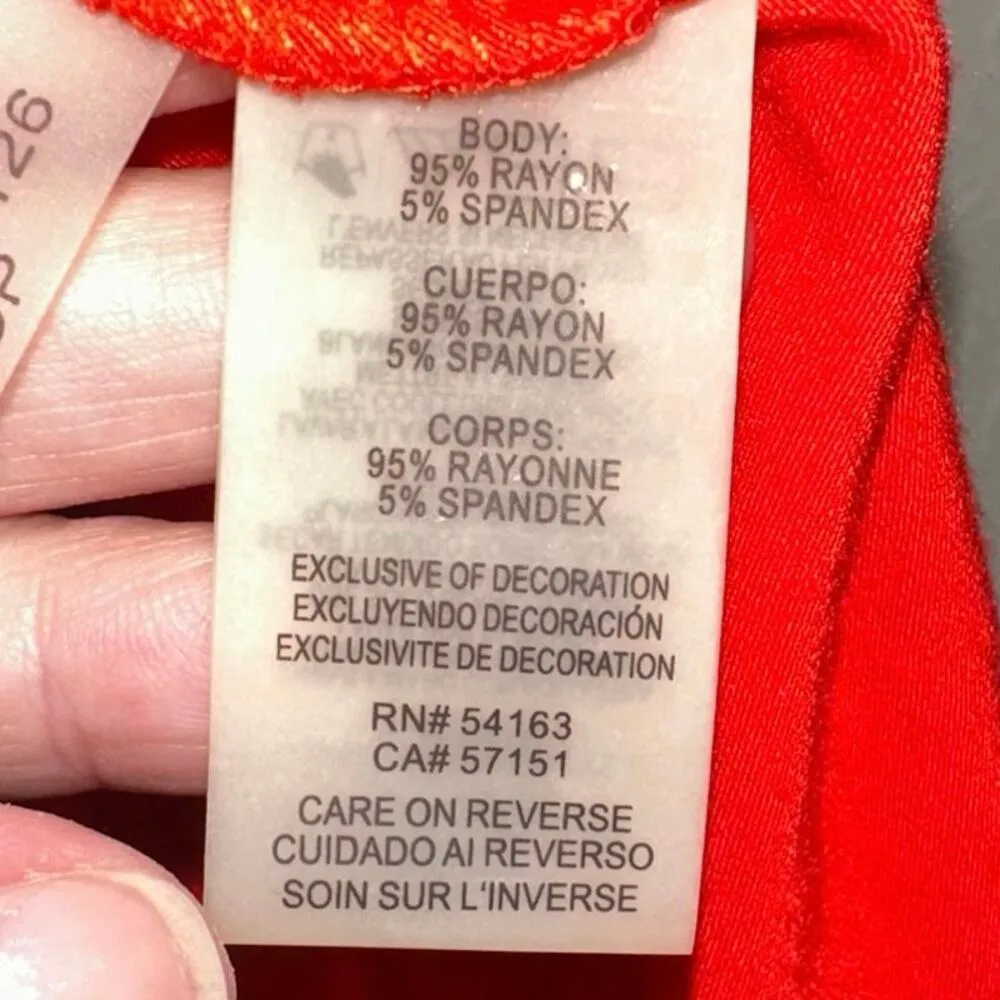 126
BODY:
95% RAYON
5% SPANDEX
CUERPO:
95% RAYON
5% SPANDEX
CORPS:
95% RAYONNE
5% SPANDEX
EXCLUSIVE OF DECORATION
EXCLUYENDO DECORACIÓN
EXCLUSIVITE DE DECORATION
RN# 54163
CA# 57151
CARE ON REVERSE
CUIDADO AI REVERSO
SOIN SUR L'INVERSE